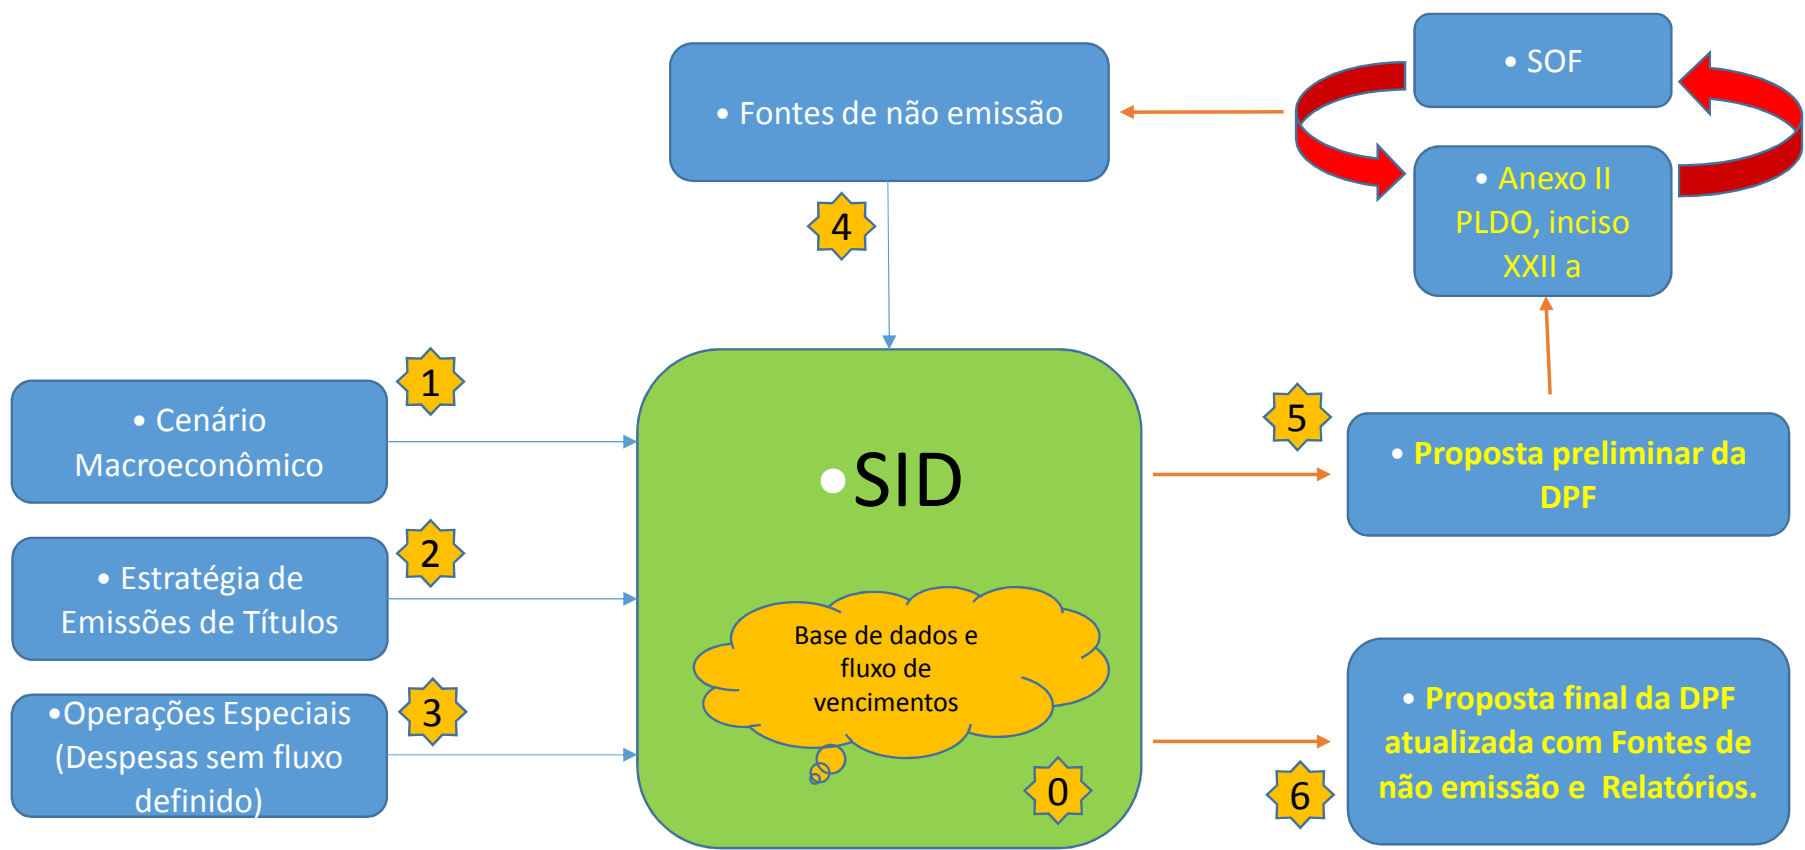 • SOF
• Fontes de não emissão
• Anexo II
PLDO, inciso
XXII a
4
1
• Cenário
Macroeconômico
5
• Proposta preliminar da
DPF
•SID
2
• Estratégia de
Emissões de Títulos
Base de dados e
fluxo de
vencimentos
3
•Operações Especiais
(Despesas sem fluxo
definido)
0
6
• Proposta final da DPF
atualizada com Fontes de
não emissão e  Relatórios.